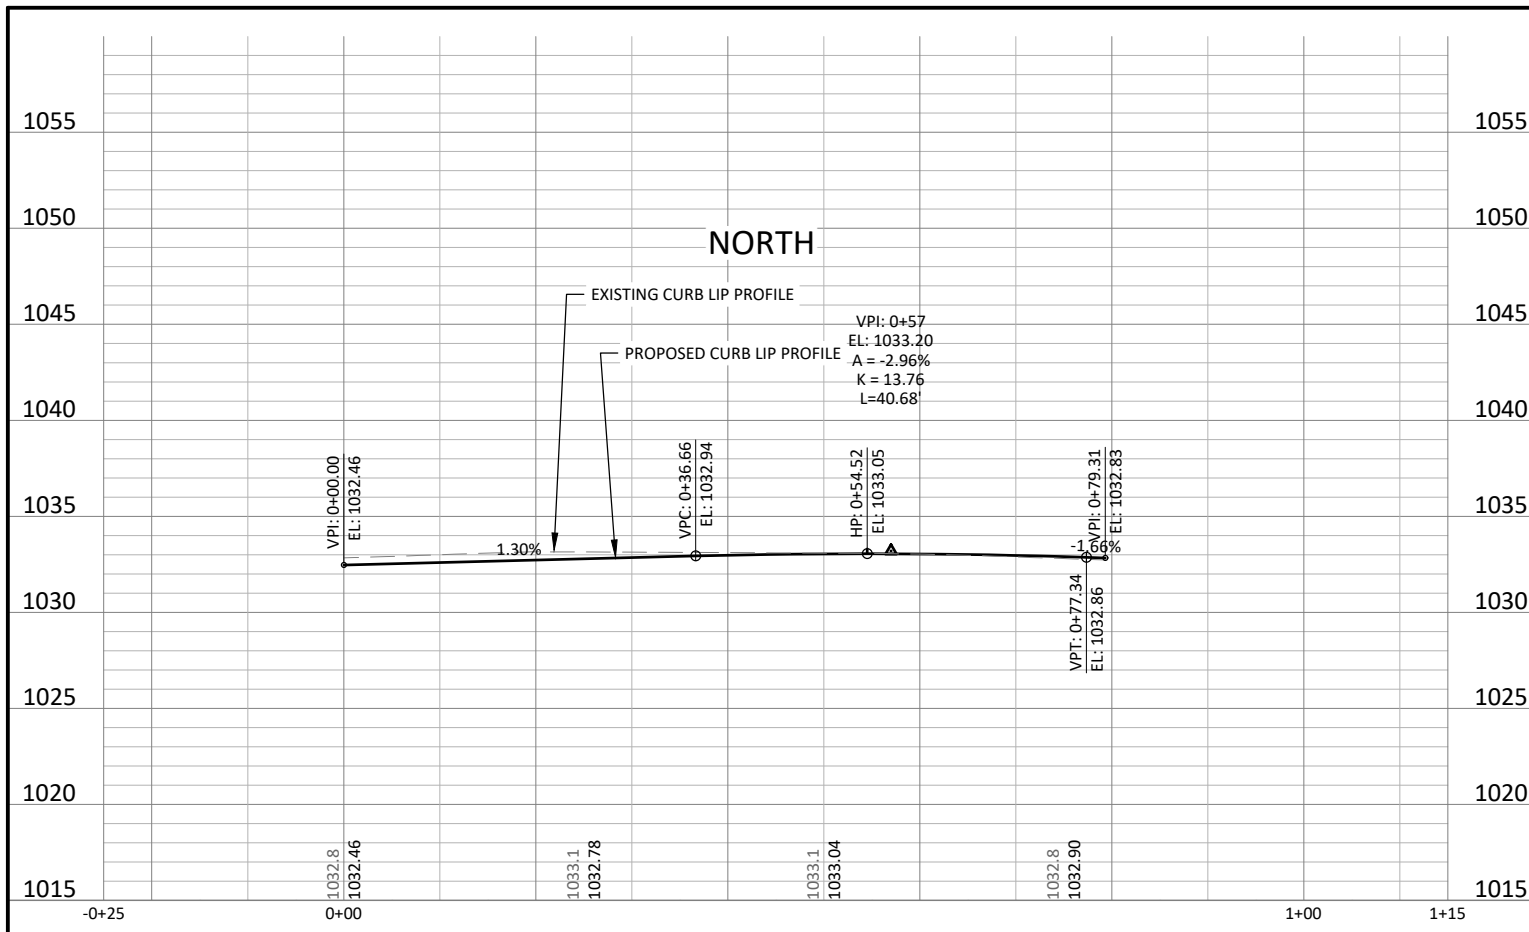 1055
1055
1050
1050
NORTH
EXISTING CURB LIP PROFILE
1045
1045
VPI: 0+57
EL: 1033.20
A = -2.96%
K = 13.76
L=40.68'
PROPOSED CURB LIP PROFILE
1040
1040
VPI: 0+00.00
EL: 1032.46
VPC: 0+36.66
EL: 1032.94
HP: 0+54.52
EL: 1033.05
VPI: 0+79.31
EL: 1032.83
1035
1035
1.30%
-1.66%
VPT: 0+77.34
EL: 1032.86
1030
1030
1025
1025
1020
1020
1032.8
1032.46
1033.1
1032.78
1033.1
1033.04
1032.8
1032.90
1015
1015
-0+25
0+00
1+00
1+15